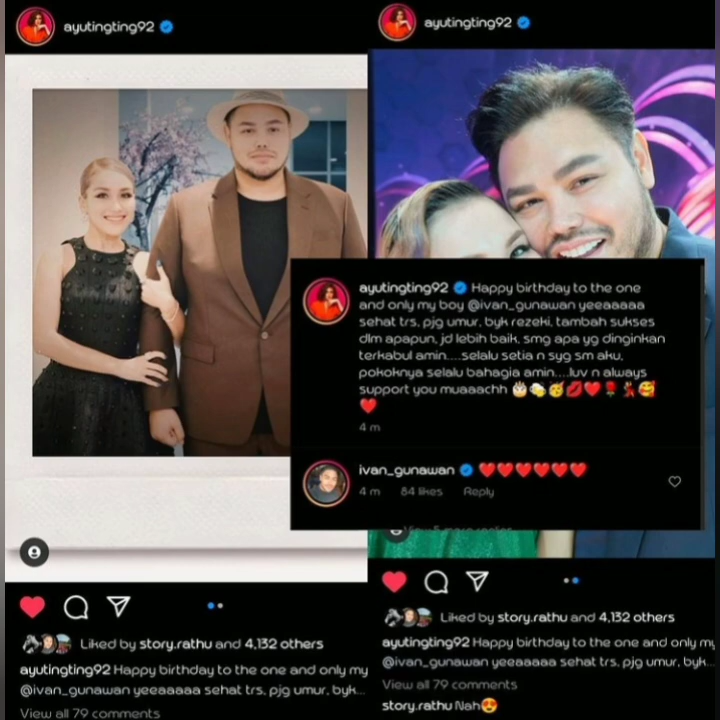 ayutingting92
ayutingting92
ayutingting92 Happy birthday to the one
and only my boy @ivan_gunawan yeeaaaaa
sehat trs, pjg umur, byk rezeki, tambah sukses
dlm apapun, jd lebih baik, smg apa yg dinginkan
terkabul amin....selalu setia n syg sm aku,
pokoknya selalu bahagia amin....luv n always
support you muaaachh 🎂🍻🥳💋❤️🌹💃🥰
❤️
4 m
ivan_gunawan ❤️❤️❤️❤️❤️❤️
4 m 84 likes Reply
View 5 more replies
Liked by story.rathu and 4,132 others
ayutingting92 Happy birthday to the one and only my
@ivan_gunawan yeeaaaaa sehat trs, pjg umur, byk...
View all 79 comments
Liked by story.rathu and 4,132 others
ayutingting92 Happy birthday to the one and only my
@ivan_gunawan yeeaaaaa sehat trs, pjg umur, byk...
View all 79 comments
story.rathu Nah😍